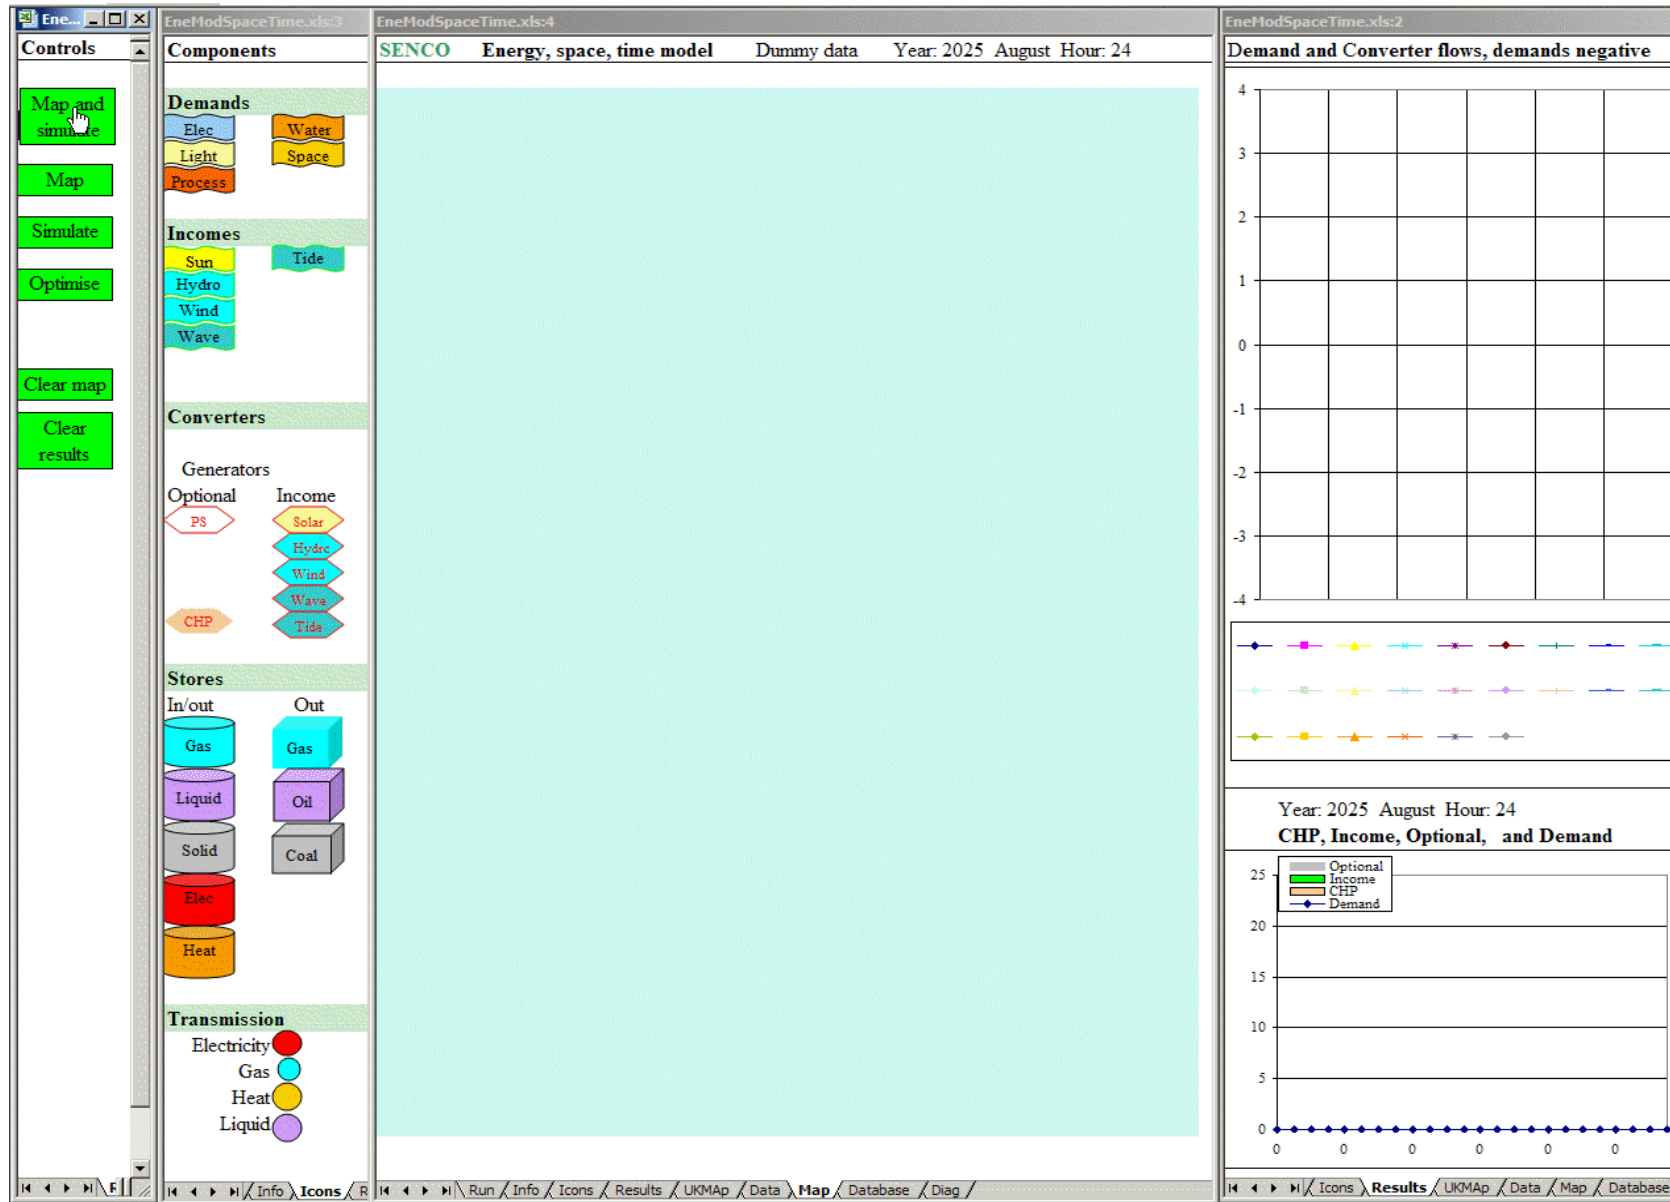 Ene...
Controls
Map and
simulate
Map
Simulate
Optimise
Clear map
Clear
results
EneModSpaceTime.xls:3
Components
Demands
Elec
Water
Light
Space
Process
Incomes
Sun
Tide
Hydro
Wind
Wave
Converters
Generators
Optional Income
PS
Solar
Hydrc
Wind
Wave
CHP
Tide
Stores
In/out Out
Gas
Gas
Liquid
Oil
Solid
Coal
Elec
Heat
Transmission
Electricity
Gas
Heat
Liquid
Info Icons R
EneModSpaceTime.xls:4
SENCO Energy, space, time model Dummy data Year: 2025 August Hour: 24
Run Info Icons Results UKMAp Data Map Database Diag
EneModSpaceTime.xls:2
Demand and Converter flows, demands negative
4
3
2
1
0
-1
-2
-3
-4
Year: 2025 August Hour: 24
CHP, Income, Optional, and Demand
Optional
Income
CHP
Demand
25
20
15
10
5
0
0 0 0 0 0 0
Icons Results UKMAp Data Map Database